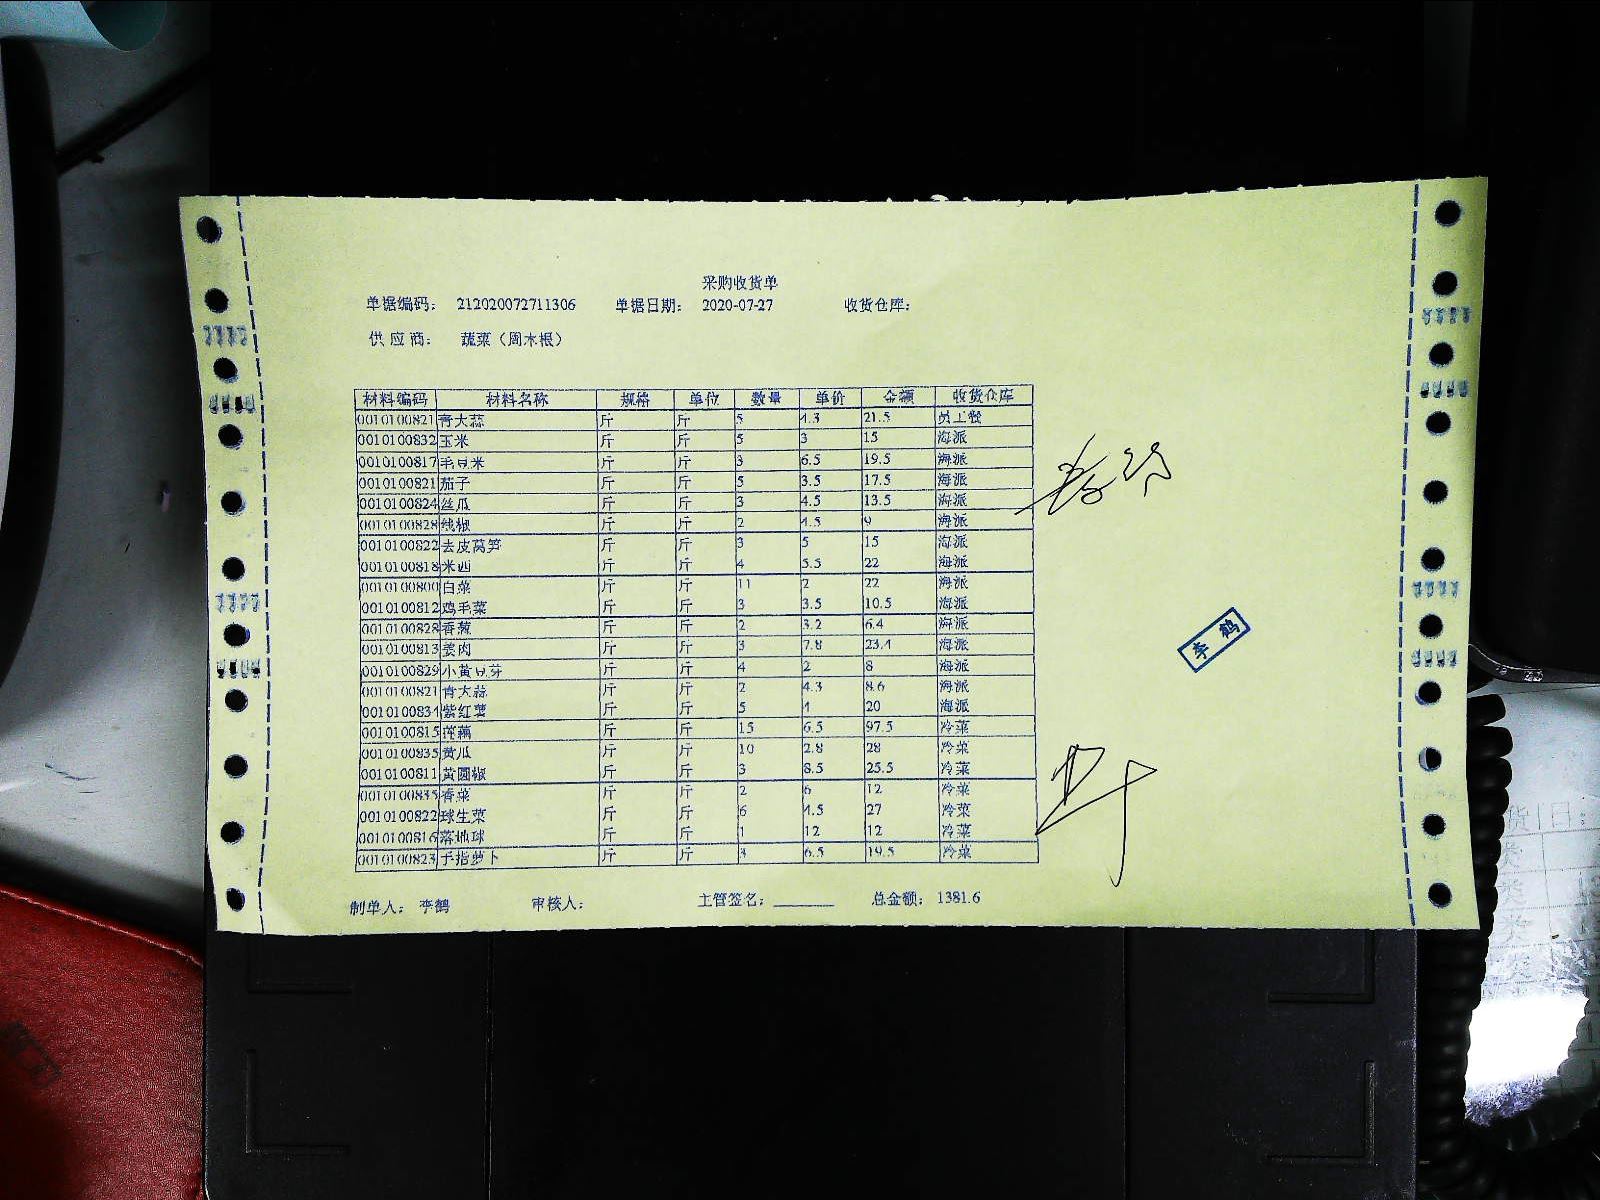 采购收货单
单据编码： 212020072711306 单据日期： 2020-07-27 收货仓库：
供应商： 蔬菜（周木根）
材料编码 材料名称 规格 单位 数量 单价 金额 收货仓库
0010100821 青大蒜 斤 斤 5 4.3 21.5 员工餐
0010100832 玉米 斤 斤 5 3 15 海派
0010100817 毛豆米 斤 斤 3 6.5 19.5 海派
0010100821 茄子 斤 斤 5 3.5 17.5 海派
0010100824 丝瓜 斤 斤 3 4.5 13.5 海派
0010100828 线椒 斤 斤 2 4.5 9 海派
0010100822 去皮莴笋 斤 斤 3 5 15 海派
0010100818 米西 斤 斤 4 5.5 22 海派
0010100800 白菜 斤 斤 11 2 22 海派
0010100812 鸡毛菜 斤 斤 3 3.5 10.5 海派
0010100828 香葱 斤 斤 2 3.2 6.4 海派
0010100813 姜肉 斤 斤 3 7.8 23.4 海派
0010100829 小黄豆芽 斤 斤 4 2 8 海派
0010100821 青大蒜 斤 斤 2 4.3 8.6 海派
0010100834 紫红薯 斤 斤 5 4 20 海派
0010100815 莲藕 斤 斤 15 6.5 97.5 冷菜
0010100835 黄瓜 斤 斤 10 2.8 28 冷菜
0010100811 黄圆椒 斤 斤 3 8.5 25.5 冷菜
0010100835 香菜 斤 斤 2 6 12 冷菜
0010100822 球生菜 斤 斤 6 4.5 27 冷菜
0010100816 落地球 斤 斤 1 12 12 冷菜
0010100823 手指萝卜 斤 斤 3 6.5 19.5 冷菜
李鹤
制单人： 李鹤 审核人： 主管签名： 总金额： 1381.6